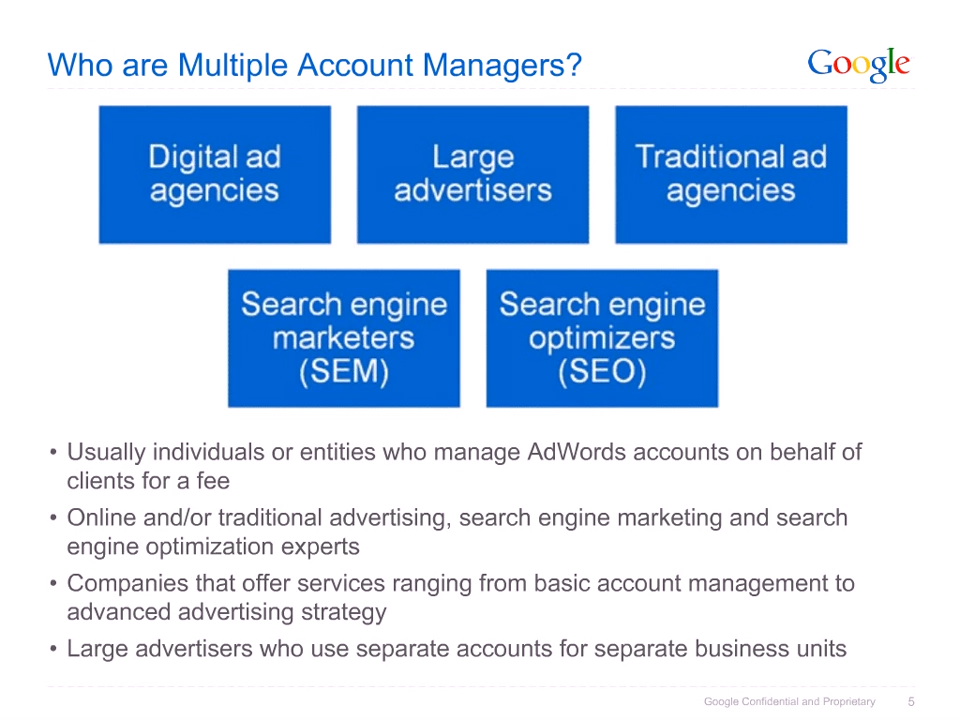 Who are Multiple Account Managers?
Google
Digital ad
agencies
Large
advertisers
Traditional ad
agencies
Search engine
marketers
(SEM)
Search engine
optimizers
(SEO)
• Usually individuals or entities who manage AdWords accounts on behalf of
clients for a fee
• Online and/or traditional advertising, search engine marketing and search
engine optimization experts
• Companies that offer services ranging from basic account management to
advanced advertising strategy
• Large advertisers who use separate accounts for separate business units
Google Confidential and Proprietary 5